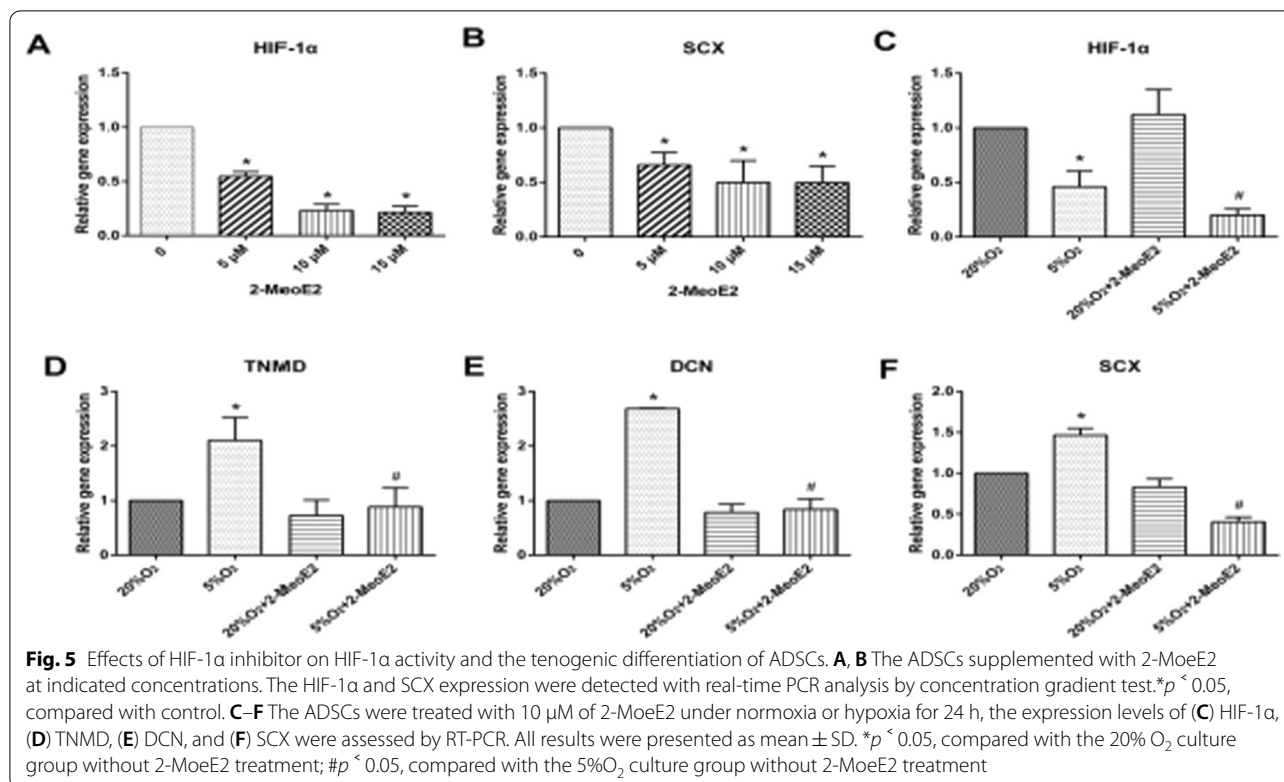 A
HIF-1α
Relative gene expression
1.5
1.0
0.5
0.0
0
5 μM
10 μM
15 μM
*
*
*
2-MeoE2
B
SCX
Relative gene expression
1.5
1.0
0.5
0.0
0
5 μM
10 μM
15 μM
*
*
*
2-MeoE2
C
HIF-1α
Relative gene expression
1.5
1.0
0.5
0.0
20%O₂
5%O₂
20%O₂+2-MeoE2
5%O₂+2-MeoE2
*
#
D
TNMD
Relative gene expression
3
2
1
0
20%O₂
5%O₂
20%O₂+2-MeoE2
5%O₂+2-MeoE2
*
#
E
DCN
Relative gene expression
3
2
1
0
20%O₂
5%O₂
20%O₂+2-MeoE2
5%O₂+2-MeoE2
*
#
F
SCX
Relative gene expression
2.0
1.5
1.0
0.5
0.0
20%O₂
5%O₂
20%O₂+2-MeoE2
5%O₂+2-MeoE2
*
#
Fig. 5 Effects of HIF-1α inhibitor on HIF-1α activity and the tenogenic differentiation of ADSCs. A, B The ADSCs supplemented with 2-MoeE2
at indicated concentrations. The HIF-1α and SCX expression were detected with real-time PCR analysis by concentration gradient test.*p < 0.05,
compared with control. C–F The ADSCs were treated with 10 μM of 2-MoeE2 under normoxia or hypoxia for 24 h, the expression levels of (C) HIF-1α,
(D) TNMD, (E) DCN, and (F) SCX were assessed by RT-PCR. All results were presented as mean ± SD. *p < 0.05, compared with the 20% O₂ culture
group without 2-MoeE2 treatment; #p < 0.05, compared with the 5%O₂ culture group without 2-MoeE2 treatment